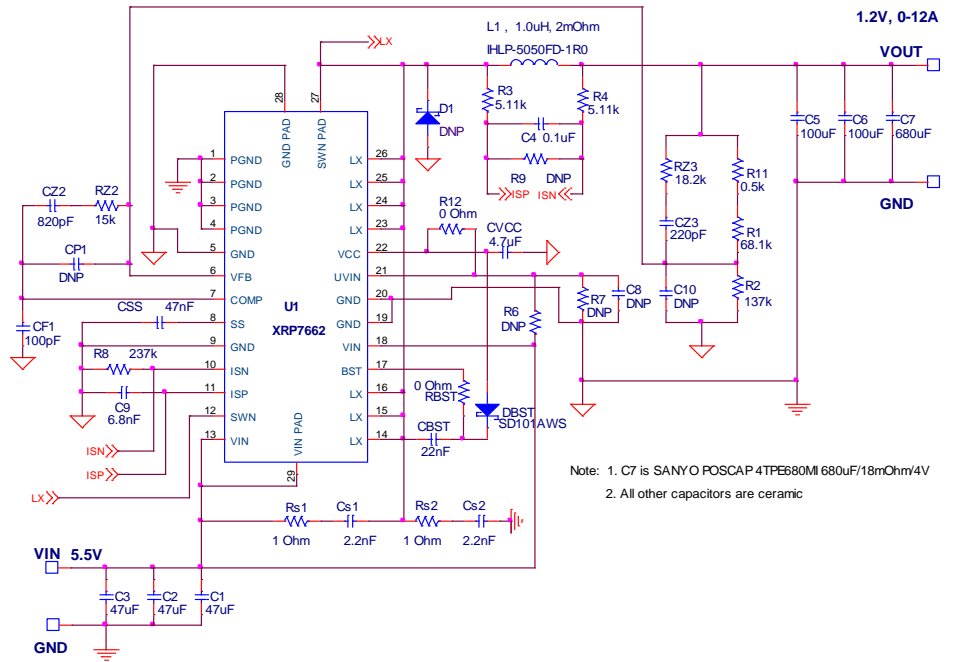 1.2V, 0-12A
L1 , 1.0uH, 2mOhm
IHLP-5050FD-1R0
LX
VOUT
28
27
GND PAD
SWN PAD
R3
5.11k
R4
5.11k
D1
DNP
C4 0.1uF
R9 DNP
ISP ISN
C5
100uF
C6
100uF
C7
680uF
RZ3
18.2k
R11
0.5k
CZ3
220pF
R1
68.1k
GND
CZ2
820pF
RZ2
15k
CP1
DNP
CSS 47nF
CF1
100pF
R8 237k
C9
6.8nF
ISN
ISP
LX
1 PGND
2 PGND
3 PGND
4 PGND
5 GND
6 VFB
7 COMP
8 SS
9 GND
10 ISN
11 ISP
12 SWN
13 VIN
U1
XRP7662
VIN PAD
29
LX 26
LX 25
LX 24
LX 23
VCC 22
UVIN 21
GND 20
GND 19
VIN 18
BST 17
LX 16
LX 15
LX 14
R12
0 Ohm
CVCC
4.7uF
R6
DNP
R7
DNP
C8
DNP
C10
DNP
R2
137k
0 Ohm
RBST
CBST
22nF
DBST
SD101AWS
Note: 1. C7 is SANYO POSCAP 4TPE680MI 680uF/18mOhm/4V
2. All other capacitors are ceramic
Rs1
1 Ohm
Cs1
2.2nF
Rs2
1 Ohm
Cs2
2.2nF
VIN 5.5V
C3
47uF
C2
47uF
C1
47uF
GND